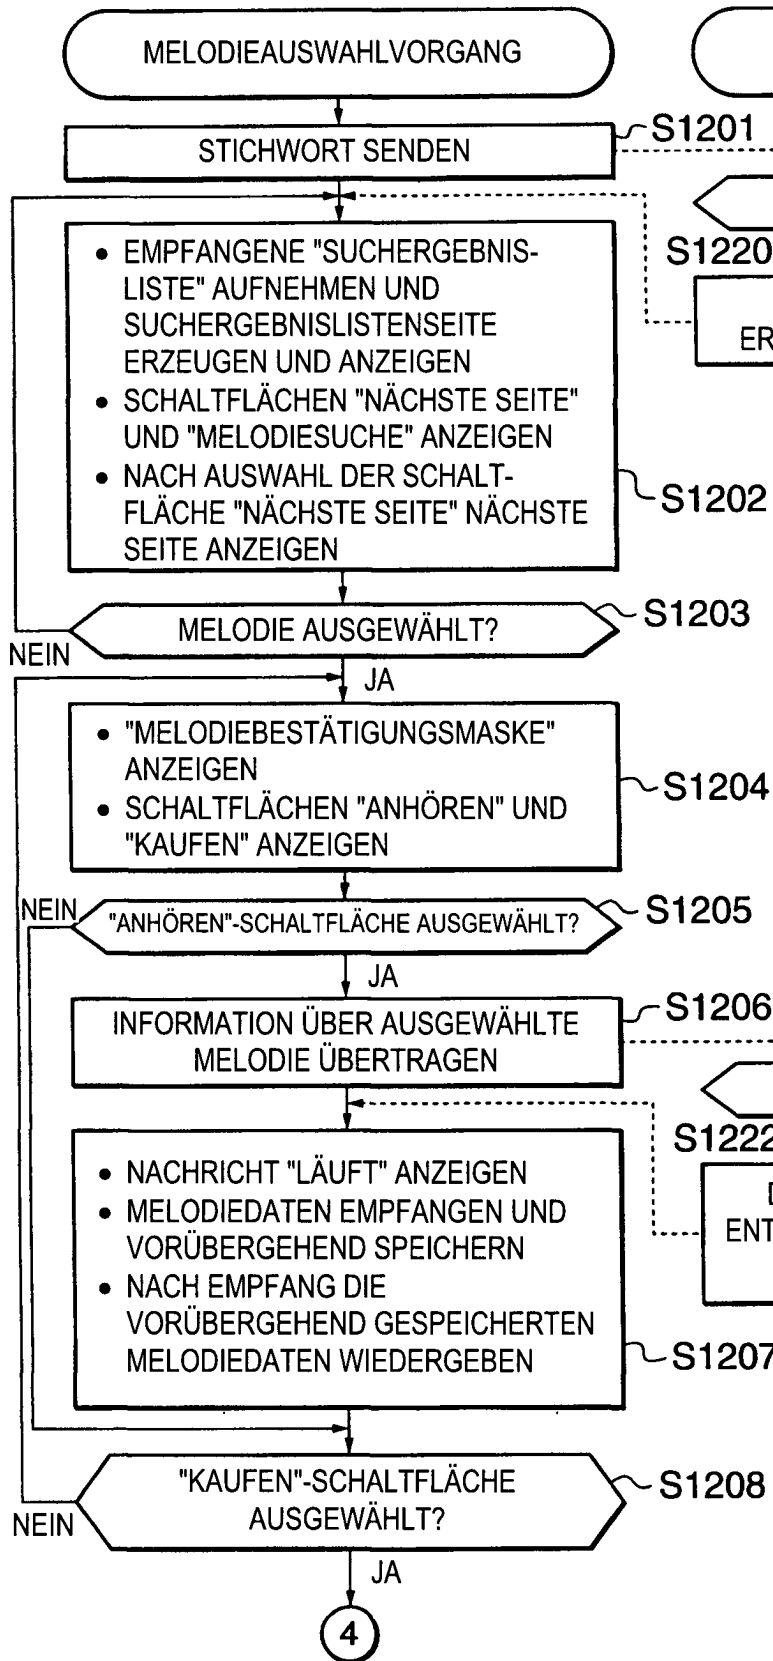 MELODIEAUSWAHLVORGANG
STICHWORT SENDEN
S1201
• EMPFANGENE "SUCHERGEBNIS-
LISTE" AUFNEHMEN UND
SUCHERGEBNISLISTENSEITE
ERZEUGEN UND ANZEIGEN
• SCHALTFLÄCHEN "NÄCHSTE SEITE"
UND "MELODIESUCHE" ANZEIGEN
• NACH AUSWAHL DER SCHALT-
FLÄCHE "NÄCHSTE SEITE" NÄCHSTE
SEITE ANZEIGEN
S1202
S1220
ER
MELODIE AUSGEWÄHLT?
S1203
NEIN
JA
• "MELODIEBESTÄTIGUNGSMASKE"
ANZEIGEN
• SCHALTFLÄCHEN "ANHÖREN" UND
"KAUFEN" ANZEIGEN
S1204
NEIN
"ANHÖREN"-SCHALTFLÄCHE AUSGEWÄHLT?
S1205
JA
INFORMATION ÜBER AUSGEWÄHLTE
MELODIE ÜBERTRAGEN
S1206
S1222
ENT
• NACHRICHT "LÄUFT" ANZEIGEN
• MELODIEDATEN EMPFANGEN UND
VORÜBERGEHEND SPEICHERN
• NACH EMPFANG DIE
VORÜBERGEHEND GESPEICHERTEN
MELODIEDATEN WIEDERGEBEN
S1207
"KAUFEN"-SCHALTFLÄCHE
AUSGEWÄHLT?
S1208
NEIN
JA
4